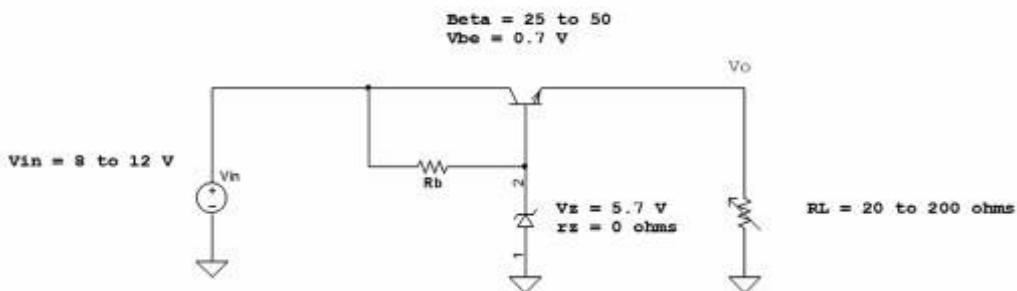 Beta = 25 to 50
Vbe = 0.7 V
Vo
Vin = 8 to 12 V
Vin
Rb
2
Vz = 5.7 V
rz = 0 ohms
RL = 20 to 200 ohms
1